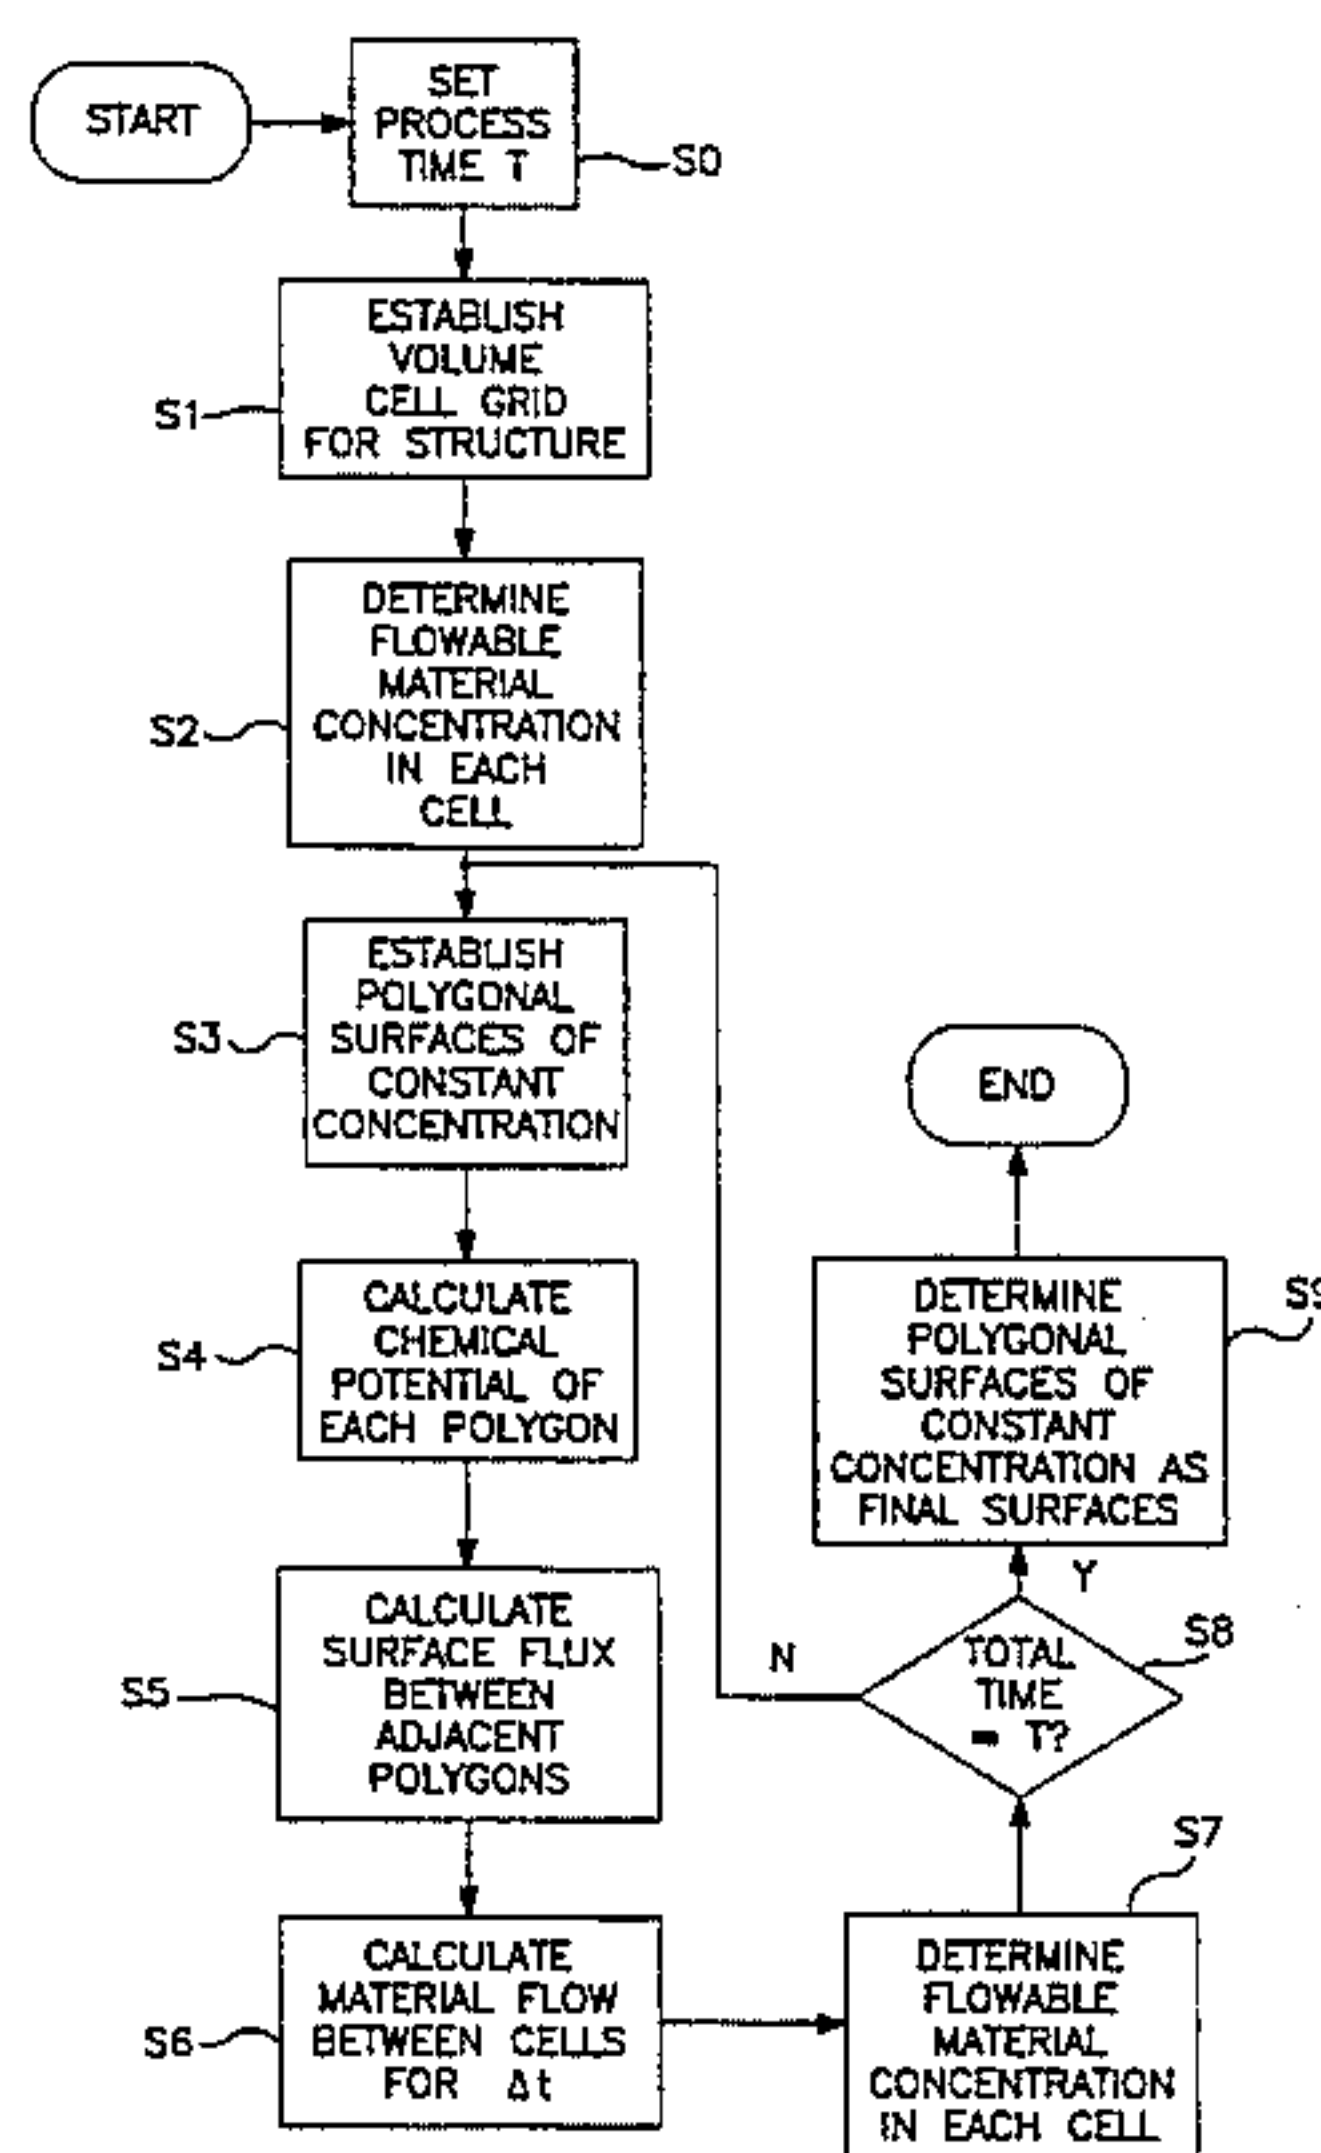 START
SET
PROCESS
TIME T
S0
ESTABLISH
VOLUME
CELL GRID
FOR STRUCTURE
S1
DETERMINE
FLOWABLE
MATERIAL
CONCENTRATION
IN EACH
CELL
S2
ESTABLISH
POLYGONAL
SURFACES OF
CONSTANT
CONCENTRATION
S3
CALCULATE
CHEMICAL
POTENTIAL OF
EACH POLYGON
S4
CALCULATE
SURFACE FLUX
BETWEEN
ADJACENT
POLYGONS
S5
CALCULATE
MATERIAL FLOW
BETWEEN CELLS
FOR Δt
S6
DETERMINE
FLOWABLE
MATERIAL
CONCENTRATION
IN EACH CELL
S7
TOTAL
TIME
= T?
S8
N
Y
DETERMINE
POLYGONAL
SURFACES OF
CONSTANT
CONCENTRATION AS
FINAL SURFACES
S9
END